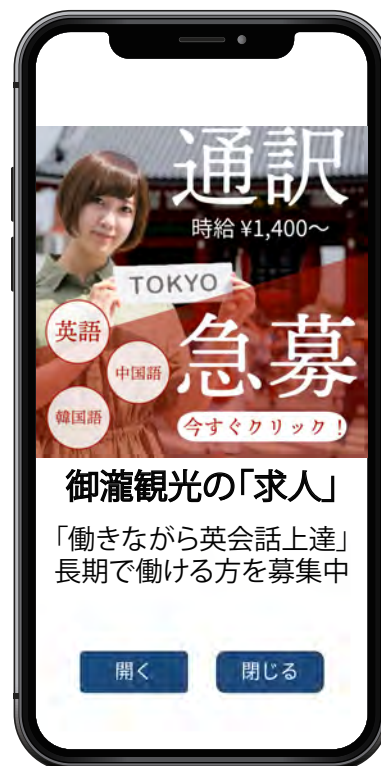 通訳
時給 ¥1,400～
TOKYO
英語
中国語
韓国語
急募
今すぐクリック！
御瀧観光の「求人」
「働きながら英会話上達」
長期で働ける方を募集中
開く
閉じる